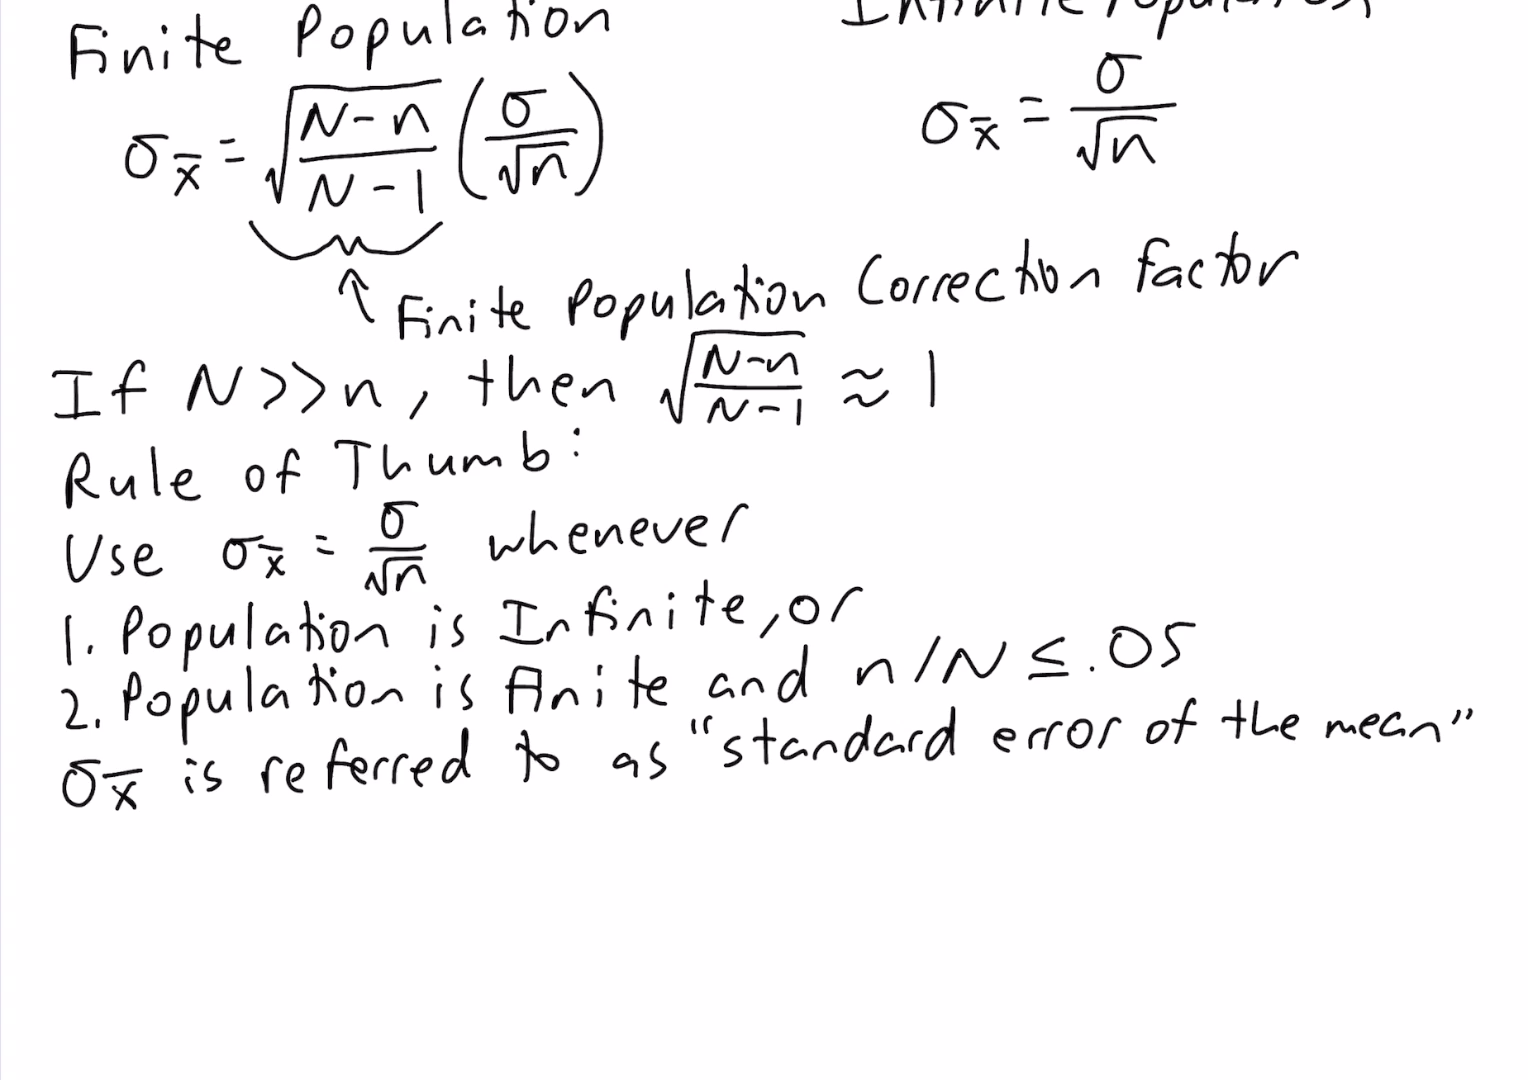 Finite Population
Infinite Population
σx̄ = √((N-n)/(N-1)) (σ/√n)
σx̄ = σ/√n
↑ Finite Population Correction Factor
If N>>n, then √((N-n)/(N-1)) ≈ 1
Rule of Thumb:
Use σx̄ = σ/√n whenever
1. Population is Infinite, or
2. Population is Finite and n/N ≤ .05
σx̄ is referred to as "standard error of the mean"